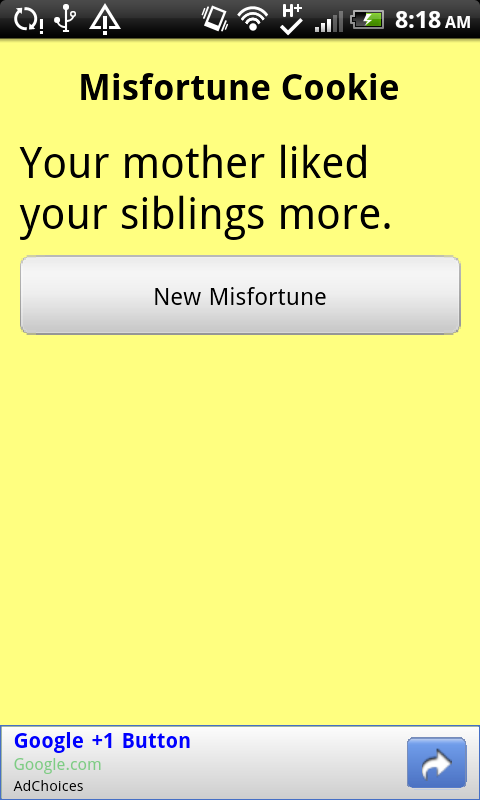 H+
8:18 AM
Misfortune Cookie
Your mother liked
your siblings more.
New Misfortune
Google +1 Button
Google.com
AdChoices